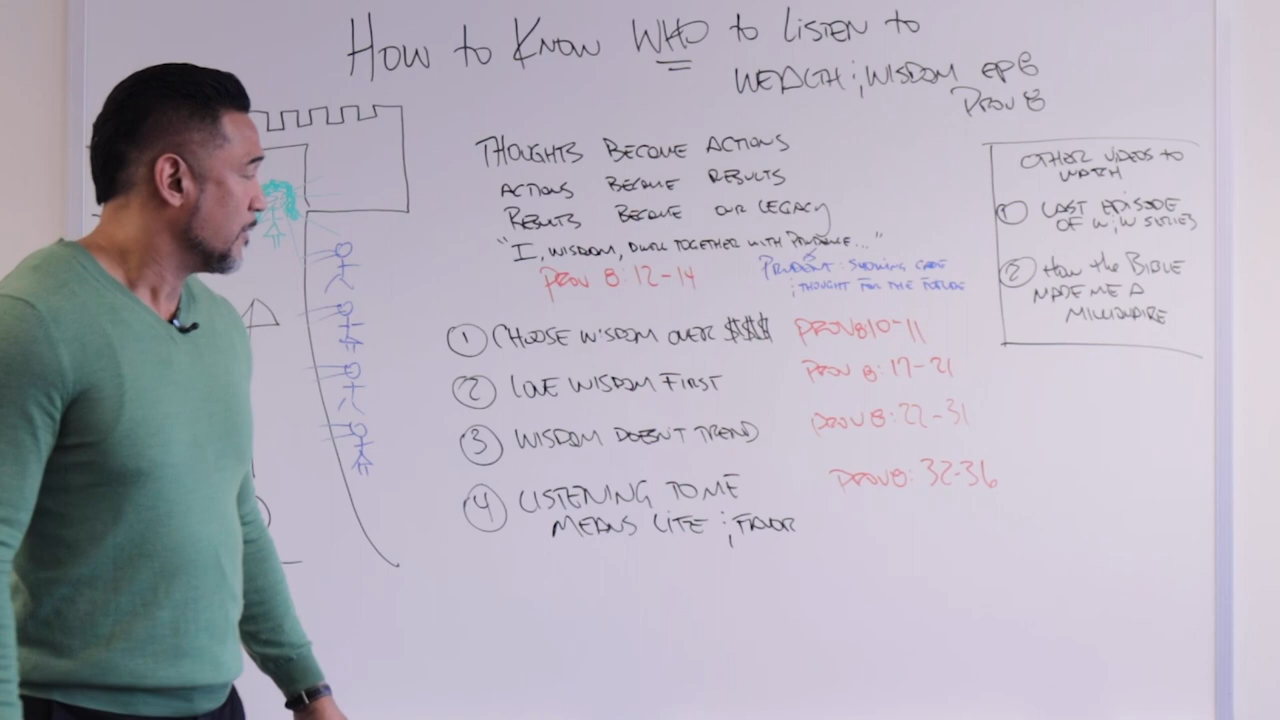 HOW to KNOW WHO to LISTEN to
WEALTH ; WISDOM EP 6
PROV 8
THOUGHTS BECOME ACTIONS
ACTIONS BECOME RESULTS
RESULTS BECOME OUR LEGACY
"I, WISDOM, DWELL TOGETHER WITH PRUDENCE..."
PROV 8:12-14
PRUDENT: SHOWING CARE
; THOUGHT FOR THE FUTURE
① CHOOSE WISDOM OVER $$$$ PROV 8 10-11
② LOVE WISDOM FIRST PROV 8: 17-21
③ WISDOM DOESNT TREND PROV 8: 22-31
④ LISTENING TO ME PROV 8: 32-36
MEANS LIFE ; FAVOR
OTHER VIDEOS TO
WATCH
① LAST EPISODE
OF W;W SERIES
② How the BIBLE
MADE ME A
MILLIONAIRE